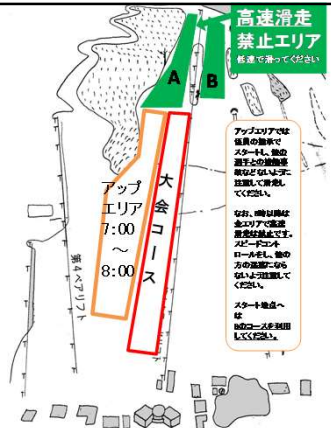 高速滑走
禁止エリア
低速で滑ってください
A
B
アップ
エリア
7:00
～
8:00
大会コース
第4ペアリフト
アップエリアでは
係員の指示で
スタートし、他の
選手との接触事
故などないように
注意して滑走し
てください。
なお、8時以降は
全エリアで高速
滑走は禁止です。
スピードコント
ロールをし、他の
方の迷惑になら
ないよう注意して
ください。
スタート地点へ
は
Bのコースを利用
してください。